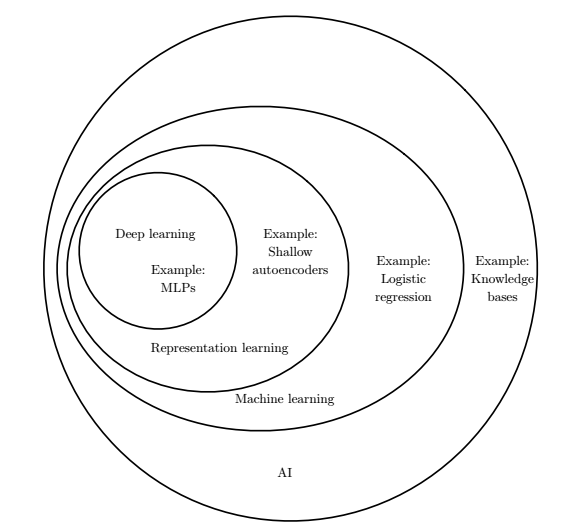 Deep learning
Example:
MLPs
Example:
Shallow
autoencoders
Example:
Logistic
regression
Example:
Knowledge
bases
Representation learning
Machine learning
AI